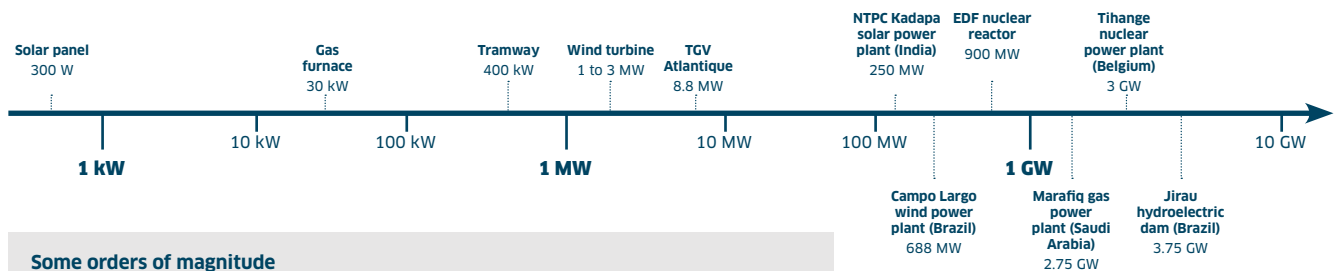 Solar panel
300 W
Gas
furnace
30 kW
Tramway
400 kW
Wind turbine
1 to 3 MW
TGV
Atlantique
8.8 MW
NTPC Kadapa
solar power
plant (India)
250 MW
EDF nuclear
reactor
900 MW
Tihange
nuclear
power plant
(Belgium)
3 GW
1 kW
10 kW
100 kW
1 MW
10 MW
100 MW
1 GW
10 GW
Campo Largo
wind power
plant (Brazil)
688 MW
Marafiq gas
power
plant (Saudi
Arabia)
2.75 GW
Jirau
hydroelectric
dam (Brazil)
3.75 GW
Some orders of magnitude